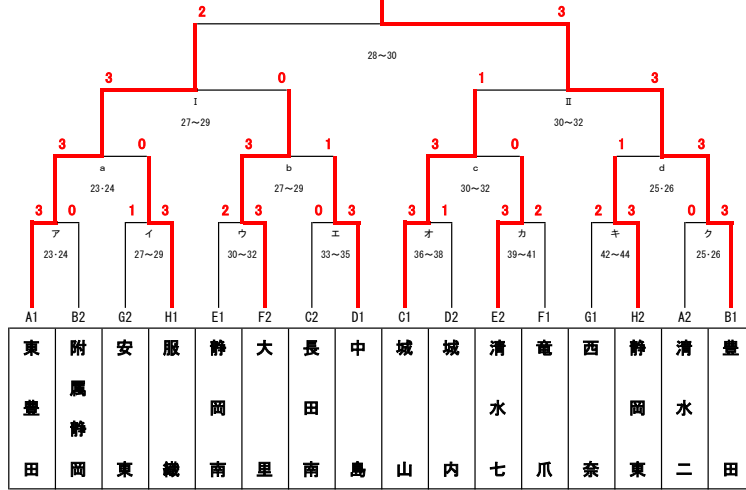 2 3
28～30
3 0 1 3
Ⅰ Ⅱ
27～29 30～32
3 0 3 1 3 0 1 3
a b c d
23・24 27～29 30～32 25・26
3 0 1 3 2 3 0 3 3 1 3 2 2 3 0 3
ア イ ウ エ オ カ キ ク
23・24 27～29 30～32 33～35 36～38 39～41 42～44 25・26
A1 B2 G2 H1 E1 F2 C2 D1 C1 D2 E2 F1 G1 H2 A2 B1
東豊田
附属静岡
安東
服織
静岡南
大里
長田南
中島
城山
城内
清水七
竜爪
西奈
静岡東
清水二
豊田